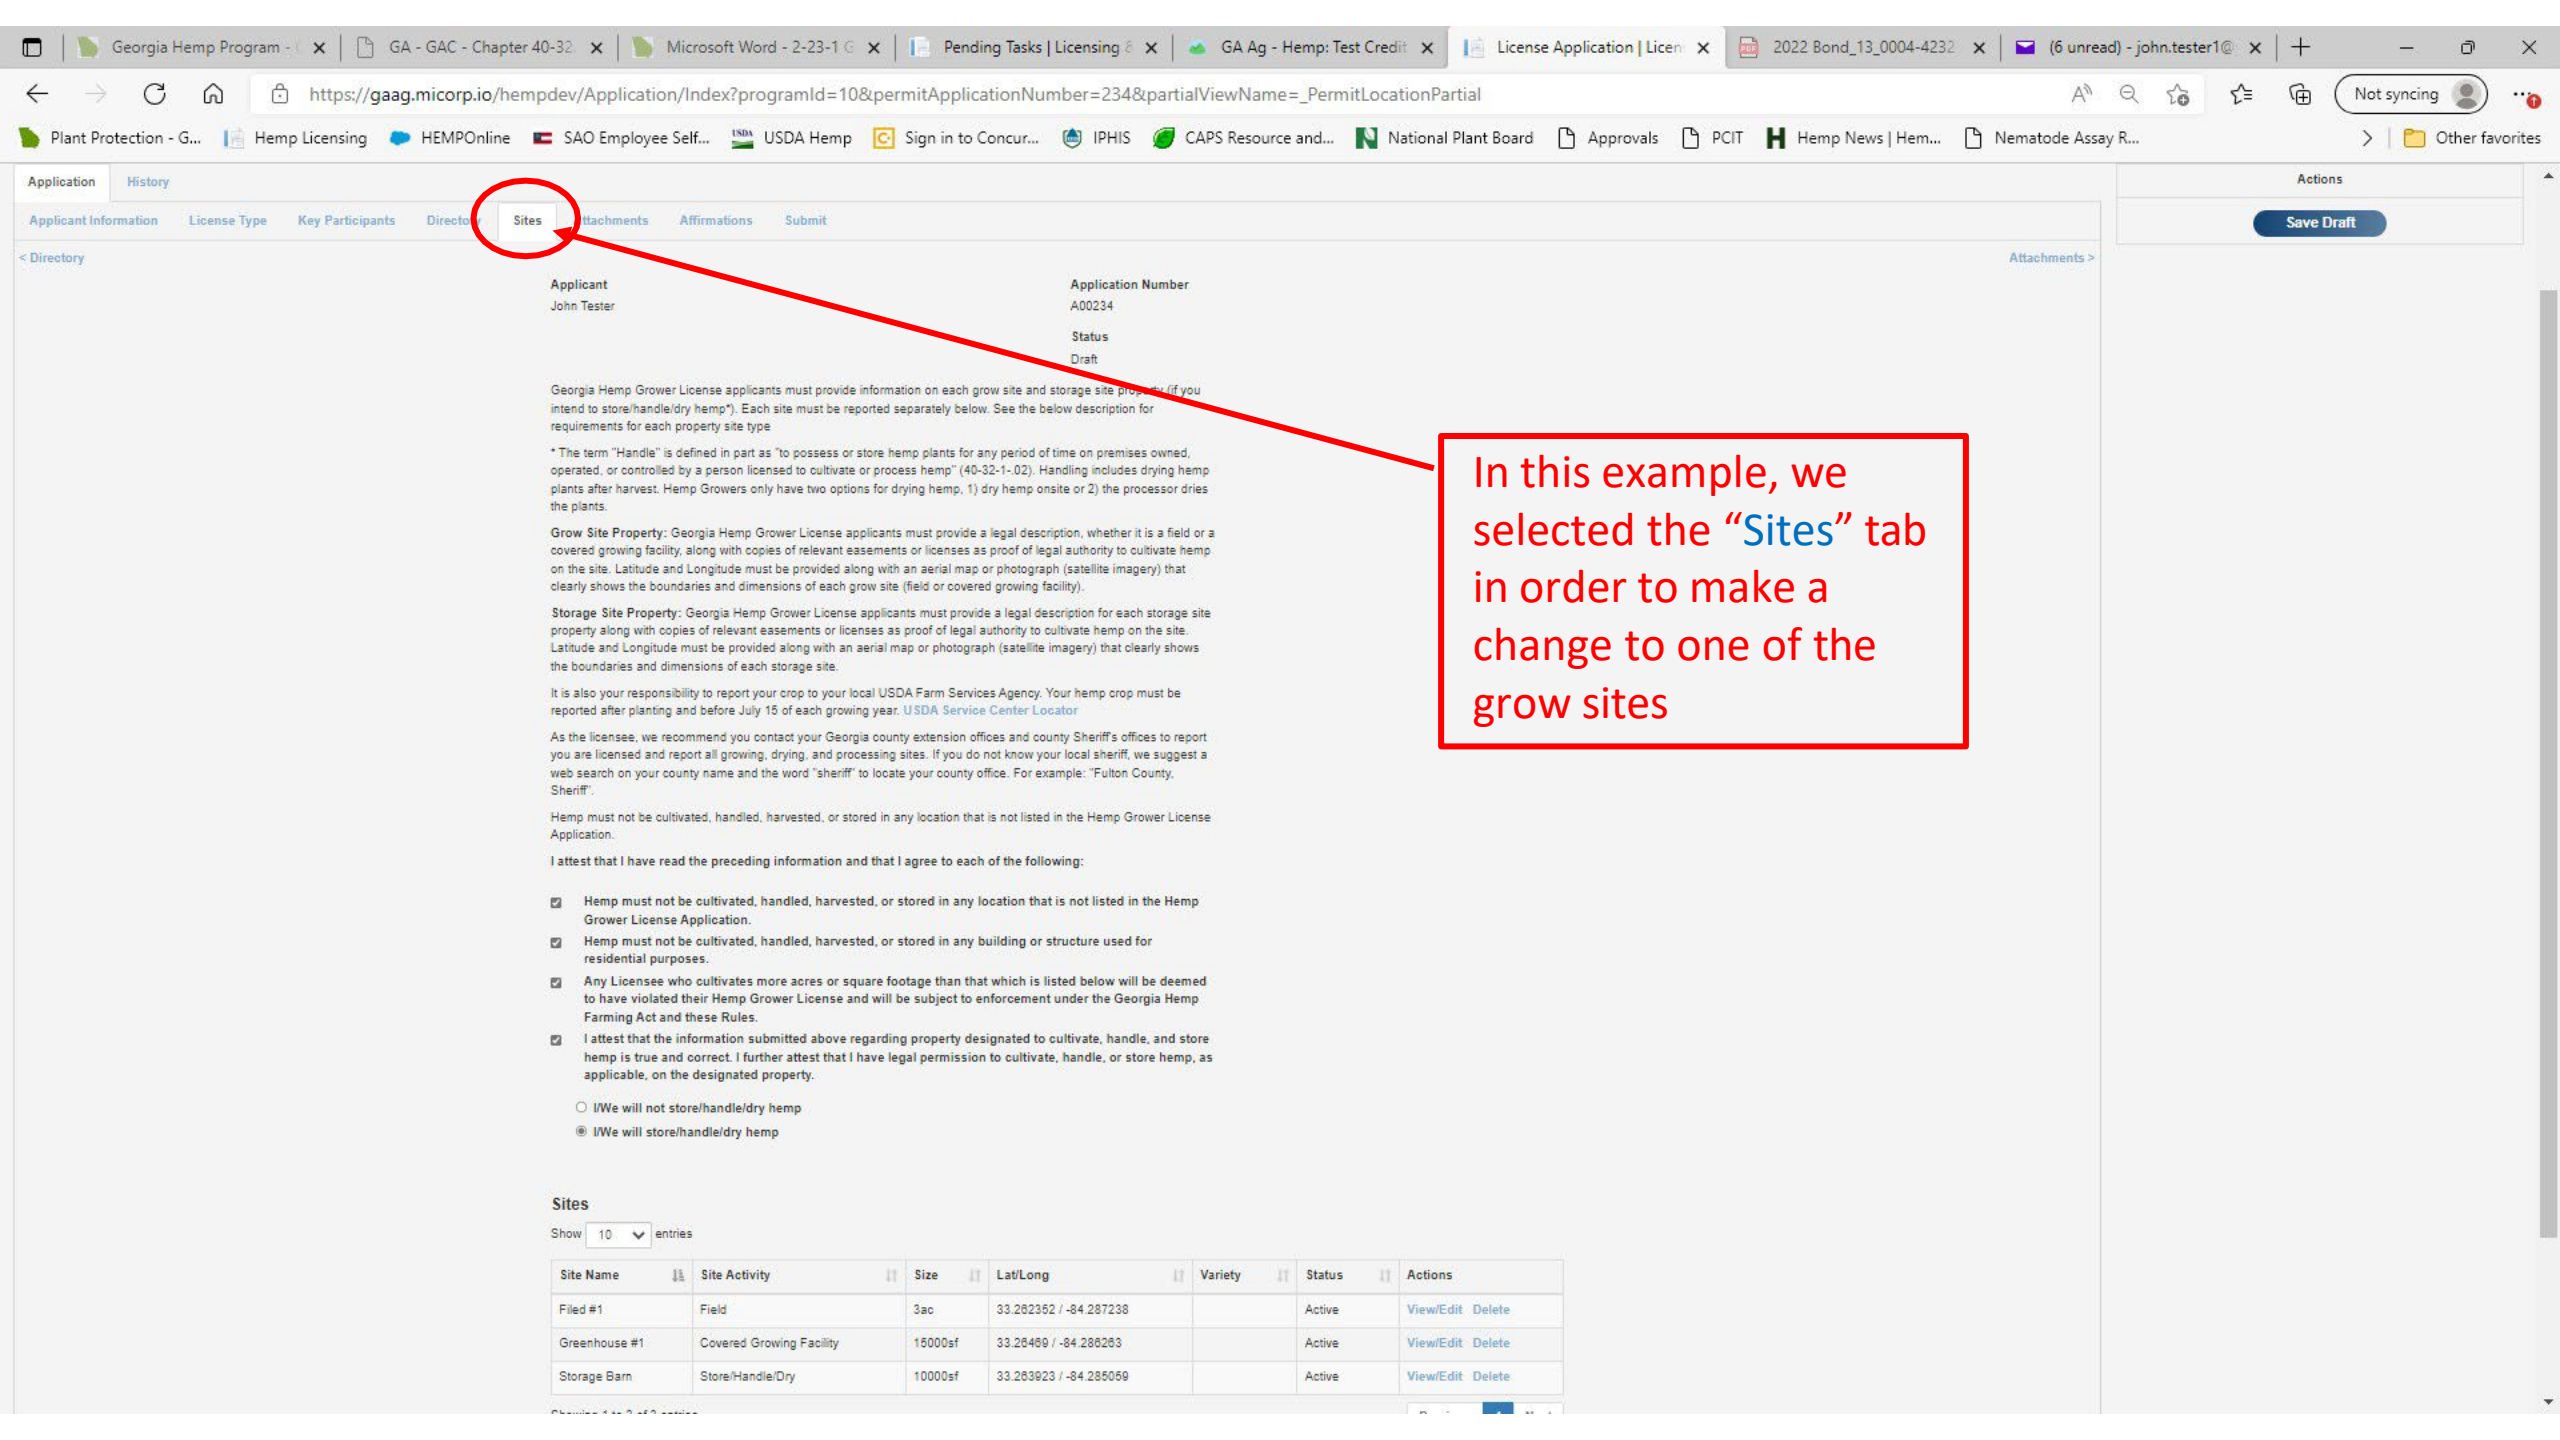 Georgia Hemp Program -
GA - GAC - Chapter 40-32
Microsoft Word - 2-23-1 G
Pending Tasks | Licensing &
GA Ag - Hemp: Test Credit
License Application | Licen
2022 Bond_13_0004-4232
(6 unread) - john.tester1@
https://gaag.micorp.io/hempdev/Application/Index?programId=10&permitApplicationNumber=234&partialViewName=_PermitLocationPartial
Not syncing
Plant Protection - G...
Hemp Licensing
HEMPOnline
SAO Employee Self...
USDA Hemp
Sign in to Concur...
IPHIS
CAPS Resource and...
National Plant Board
Approvals
PCIT
Hemp News | Hem...
Nematode Assay R...
Other favorites
Application History
Actions
Applicant Information License Type Key Participants Directory Sites Attachments Affirmations Submit
Save Draft
< Directory
Attachments >
Applicant
John Tester
Application Number
A00234
Status
Draft
Georgia Hemp Grower License applicants must provide information on each grow site and storage site property (if you
intend to store/handle/dry hemp*). Each site must be reported separately below. See the below description for
requirements for each property site type
* The term "Handle" is defined in part as "to possess or store hemp plants for any period of time on premises owned,
operated, or controlled by a person licensed to cultivate or process hemp" (40-32-1-.02). Handling includes drying hemp
plants after harvest. Hemp Growers only have two options for drying hemp, 1) dry hemp onsite or 2) the processor dries
the plants.
Grow Site Property: Georgia Hemp Grower License applicants must provide a legal description, whether it is a field or a
covered growing facility, along with copies of relevant easements or licenses as proof of legal authority to cultivate hemp
on the site. Latitude and Longitude must be provided along with an aerial map or photograph (satellite imagery) that
clearly shows the boundaries and dimensions of each grow site (field or covered growing facility).
Storage Site Property: Georgia Hemp Grower License applicants must provide a legal description for each storage site
property along with copies of relevant easements or licenses as proof of legal authority to cultivate hemp on the site.
Latitude and Longitude must be provided along with an aerial map or photograph (satellite imagery) that clearly shows
the boundaries and dimensions of each storage site.
It is also your responsibility to report your crop to your local USDA Farm Services Agency. Your hemp crop must be
reported after planting and before July 15 of each growing year. USDA Service Center Locator
As the licensee, we recommend you contact your Georgia county extension offices and county Sheriff's offices to report
you are licensed and report all growing, drying, and processing sites. If you do not know your local sheriff, we suggest a
web search on your county name and the word "sheriff" to locate your county office. For example: "Fulton County,
Sheriff".
Hemp must not be cultivated, handled, harvested, or stored in any location that is not listed in the Hemp Grower License
Application.
I attest that I have read the preceding information and that I agree to each of the following:
Hemp must not be cultivated, handled, harvested, or stored in any location that is not listed in the Hemp
Grower License Application.
Hemp must not be cultivated, handled, harvested, or stored in any building or structure used for
residential purposes.
Any Licensee who cultivates more acres or square footage than that which is listed below will be deemed
to have violated their Hemp Grower License and will be subject to enforcement under the Georgia Hemp
Farming Act and these Rules.
I attest that the information submitted above regarding property designated to cultivate, handle, and store
hemp is true and correct. I further attest that I have legal permission to cultivate, handle, or store hemp, as
applicable, on the designated property.
I/We will not store/handle/dry hemp
I/We will store/handle/dry hemp
In this example, we
selected the “Sites” tab
in order to make a
change to one of the
grow sites
Sites
Show 10 entries
Site Name Site Activity Size Lat/Long Variety Status Actions
Filed #1 Field 3ac 33.262352 / -84.287238 Active View/Edit Delete
Greenhouse #1 Covered Growing Facility 15000sf 33.26469 / -84.286263 Active View/Edit Delete
Storage Barn Store/Handle/Dry 10000sf 33.263923 / -84.285059 Active View/Edit Delete